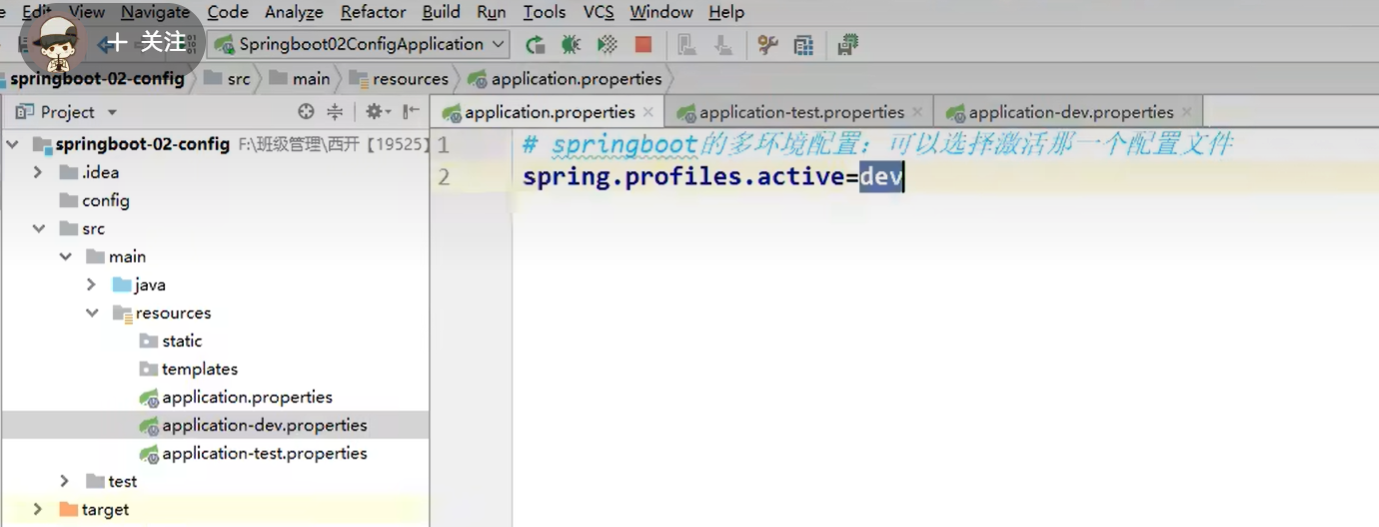 Edit View Navigate Code Analyze Refactor Build Run Tools VCS Window Help
关注
Springboot02ConfigApplication
springboot-02-config src main resources application.properties
Project
application.properties application-test.properties application-dev.properties
springboot-02-config F:\班级管理\西开【19525】
.idea
config
src
main
java
resources
static
templates
application.properties
application-dev.properties
application-test.properties
test
target
1 # springboot的多环境配置：可以选择激活那一个配置文件
2 spring.profiles.active=dev